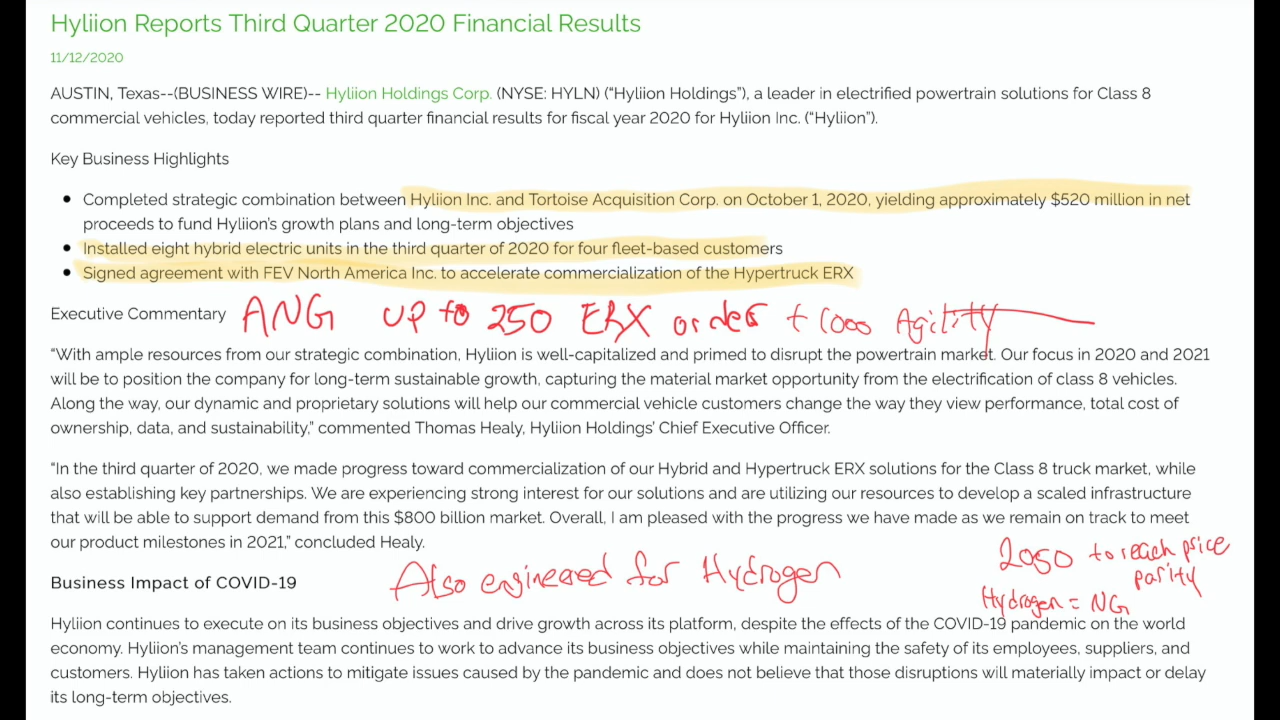 Hyliion Reports Third Quarter 2020 Financial Results
11/12/2020
AUSTIN, Texas--(BUSINESS WIRE)-- Hyliion Holdings Corp. (NYSE: HYLN) (“Hyliion Holdings”), a leader in electrified powertrain solutions for Class 8
commercial vehicles, today reported third quarter financial results for fiscal year 2020 for Hyliion Inc. (“Hyliion”).
Key Business Highlights
• Completed strategic combination between Hyliion Inc. and Tortoise Acquisition Corp. on October 1, 2020, yielding approximately $520 million in net
proceeds to fund Hyliion’s growth plans and long-term objectives
• Installed eight hybrid electric units in the third quarter of 2020 for four fleet-based customers
• Signed agreement with FEV North America Inc. to accelerate commercialization of the Hypertruck ERX
Executive Commentary ANG up to 250 ERX order + 1000 Agility
“With ample resources from our strategic combination, Hyliion is well-capitalized and primed to disrupt the powertrain market. Our focus in 2020 and 2021
will be to position the company for long-term sustainable growth, capturing the material market opportunity from the electrification of class 8 vehicles.
Along the way, our dynamic and proprietary solutions will help our commercial vehicle customers change the way they view performance, total cost of
ownership, data, and sustainability,” commented Thomas Healy, Hyliion Holdings’ Chief Executive Officer.
“In the third quarter of 2020, we made progress toward commercialization of our Hybrid and Hypertruck ERX solutions for the Class 8 truck market, while
also establishing key partnerships. We are experiencing strong interest for our solutions and are utilizing our resources to develop a scaled infrastructure
that will be able to support demand from this $800 billion market. Overall, I am pleased with the progress we have made as we remain on track to meet
our product milestones in 2021,” concluded Healy.
2050 to reach price
parity
Hydrogen = NG
Also engineered for Hydrogen
Business Impact of COVID-19
Hyliion continues to execute on its business objectives and drive growth across its platform, despite the effects of the COVID-19 pandemic on the world
economy. Hyliion’s management team continues to work to advance its business objectives while maintaining the safety of its employees, suppliers, and
customers. Hyliion has taken actions to mitigate issues caused by the pandemic and does not believe that those disruptions will materially impact or delay
its long-term objectives.